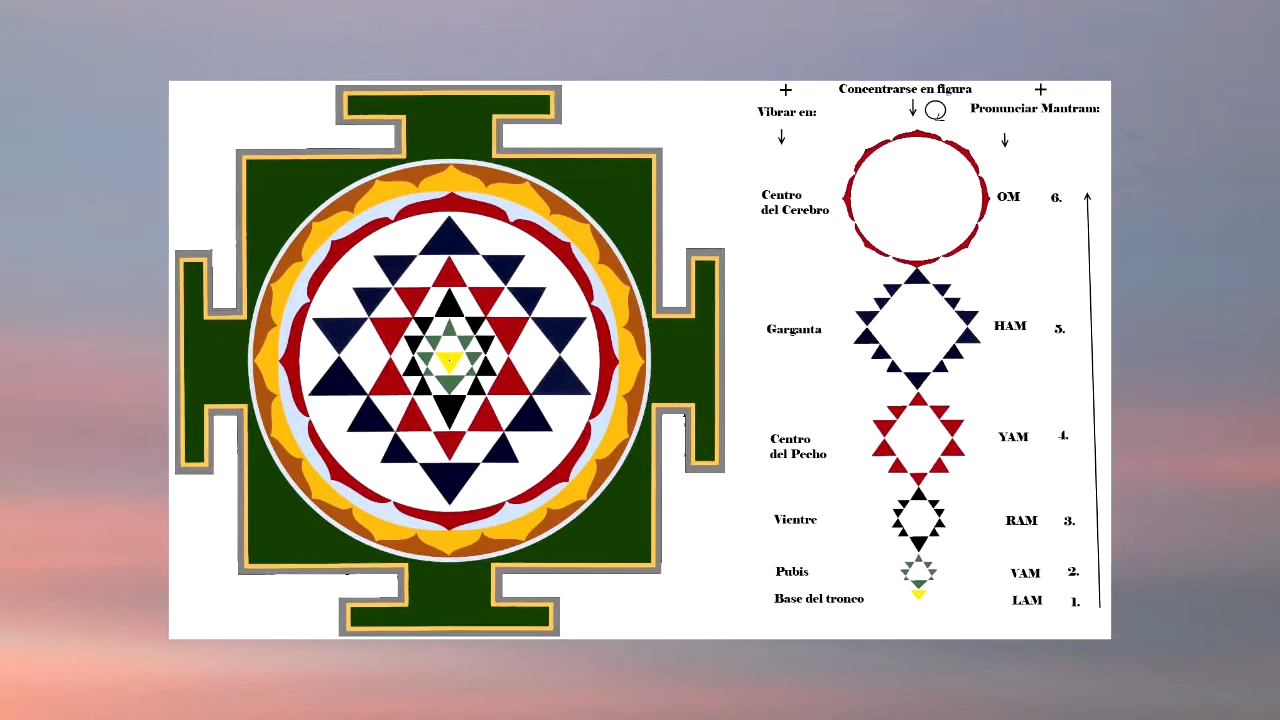 + Concentrarse en figura +
Vibrar en: Pronunciar Mantram:
Centro
del Cerebro
OM 6.
Garganta HAM 5.
Centro
del Pecho
YAM 4.
Vientre RAM 3.
Pubis VAM 2.
Base del tronco LAM 1.